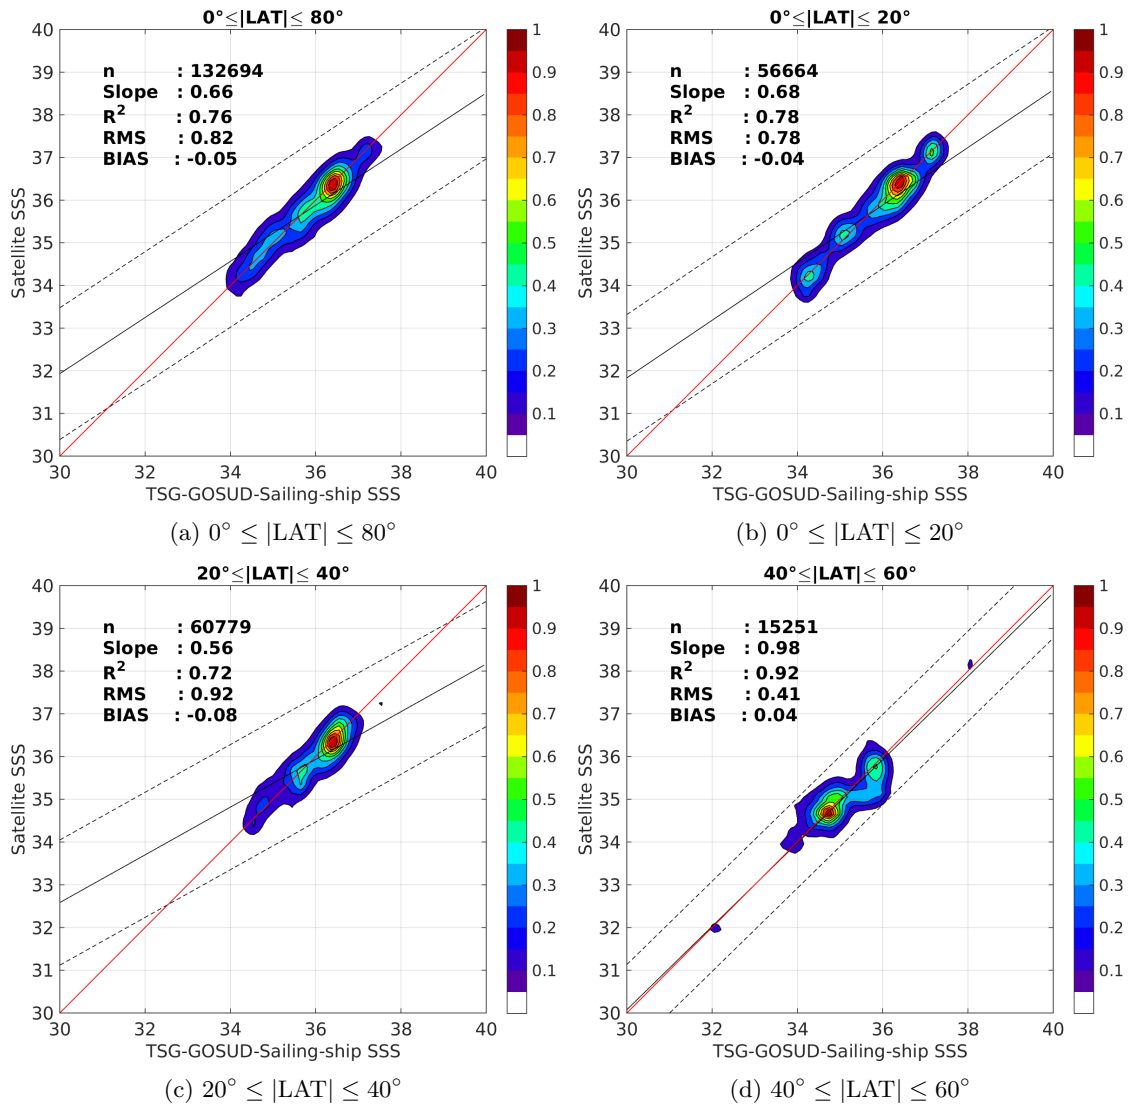 0°≤|LAT|≤ 80°
n : 132694
Slope : 0.66
R² : 0.76
RMS : 0.82
BIAS : -0.05
Satellite SSS
40
39
38
37
36
35
34
33
32
31
30
30 32 34 36 38 40
TSG-GOSUD-Sailing-ship SSS
1
0.9
0.8
0.7
0.6
0.5
0.4
0.3
0.2
0.1
(a) 0° ≤ |LAT| ≤ 80°
0°≤|LAT|≤ 20°
n : 56664
Slope : 0.68
R² : 0.78
RMS : 0.78
BIAS : -0.04
Satellite SSS
40
39
38
37
36
35
34
33
32
31
30
30 32 34 36 38 40
TSG-GOSUD-Sailing-ship SSS
1
0.9
0.8
0.7
0.6
0.5
0.4
0.3
0.2
0.1
(b) 0° ≤ |LAT| ≤ 20°
20°≤|LAT|≤ 40°
n : 60779
Slope : 0.56
R² : 0.72
RMS : 0.92
BIAS : -0.08
Satellite SSS
40
39
38
37
36
35
34
33
32
31
30
30 32 34 36 38 40
TSG-GOSUD-Sailing-ship SSS
1
0.9
0.8
0.7
0.6
0.5
0.4
0.3
0.2
0.1
(c) 20° ≤ |LAT| ≤ 40°
40°≤|LAT|≤ 60°
n : 15251
Slope : 0.98
R² : 0.92
RMS : 0.41
BIAS : 0.04
Satellite SSS
40
39
38
37
36
35
34
33
32
31
30
30 32 34 36 38 40
TSG-GOSUD-Sailing-ship SSS
1
0.9
0.8
0.7
0.6
0.5
0.4
0.3
0.2
0.1
(d) 40° ≤ |LAT| ≤ 60°